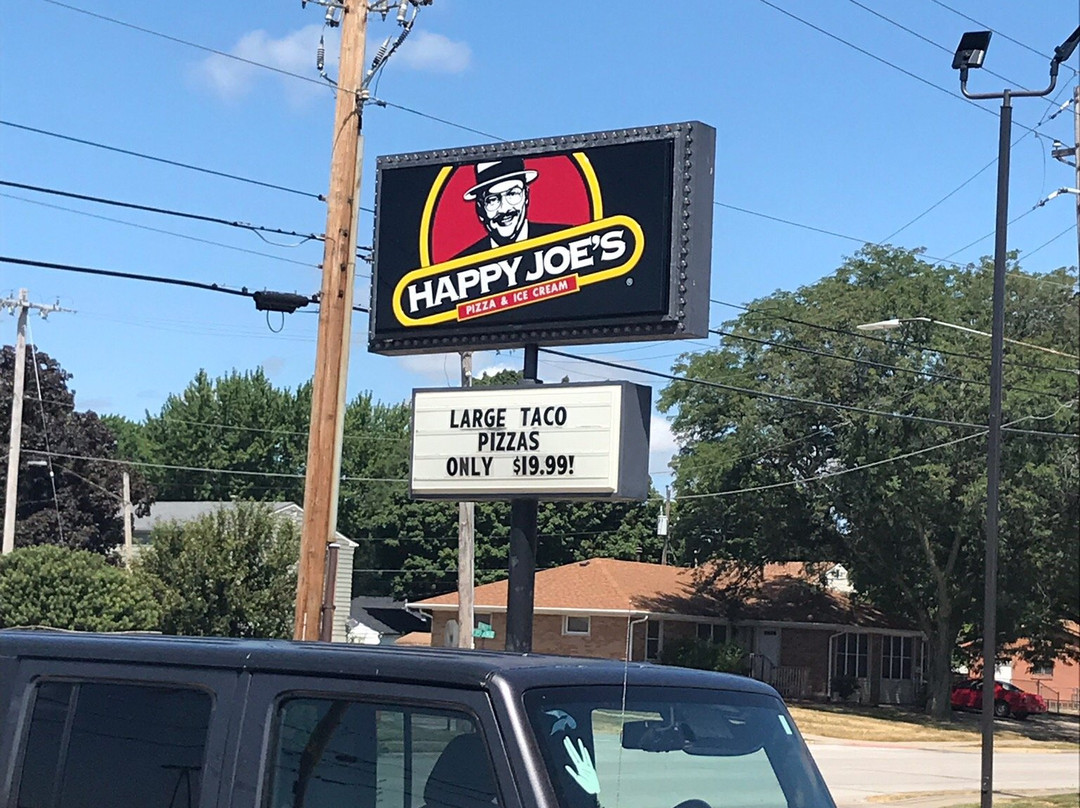 HAPPY JOE'S
PIZZA & ICE CREAM
®
LARGE TACO
PIZZAS
ONLY $19.99!